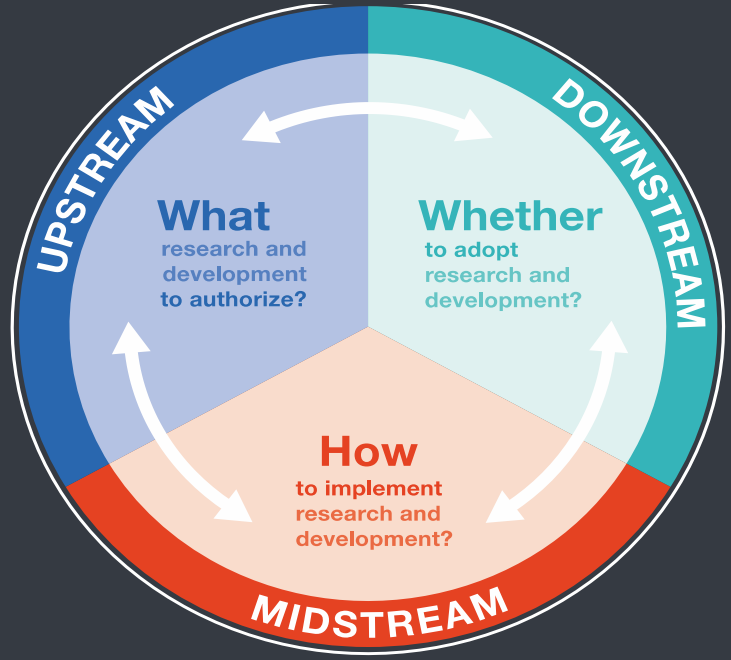 UPSTREAM
What
research and
development
to authorize?
DOWNSTREAM
Whether
to adopt
research and
development?
How
to implement
research and
development?
MIDSTREAM